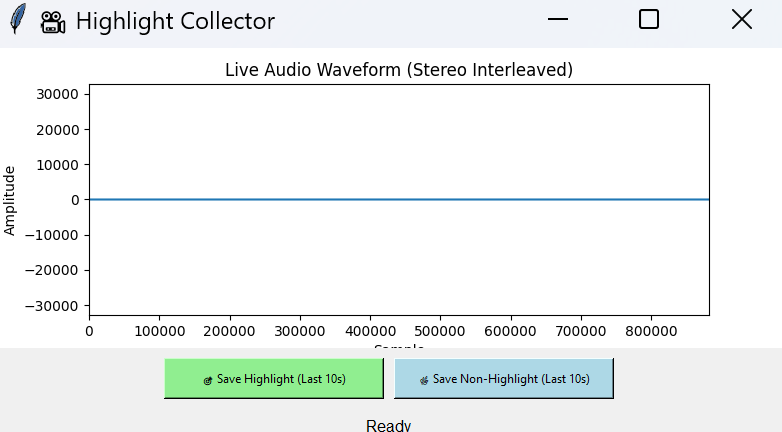 Highlight Collector
Live Audio Waveform (Stereo Interleaved)
30000
20000
10000
0
−10000
−20000
−30000
Amplitude
0 100000 200000 300000 400000 500000 600000 700000 800000
Sample
Save Highlight (Last 10s) Save Non-Highlight (Last 10s)
Ready